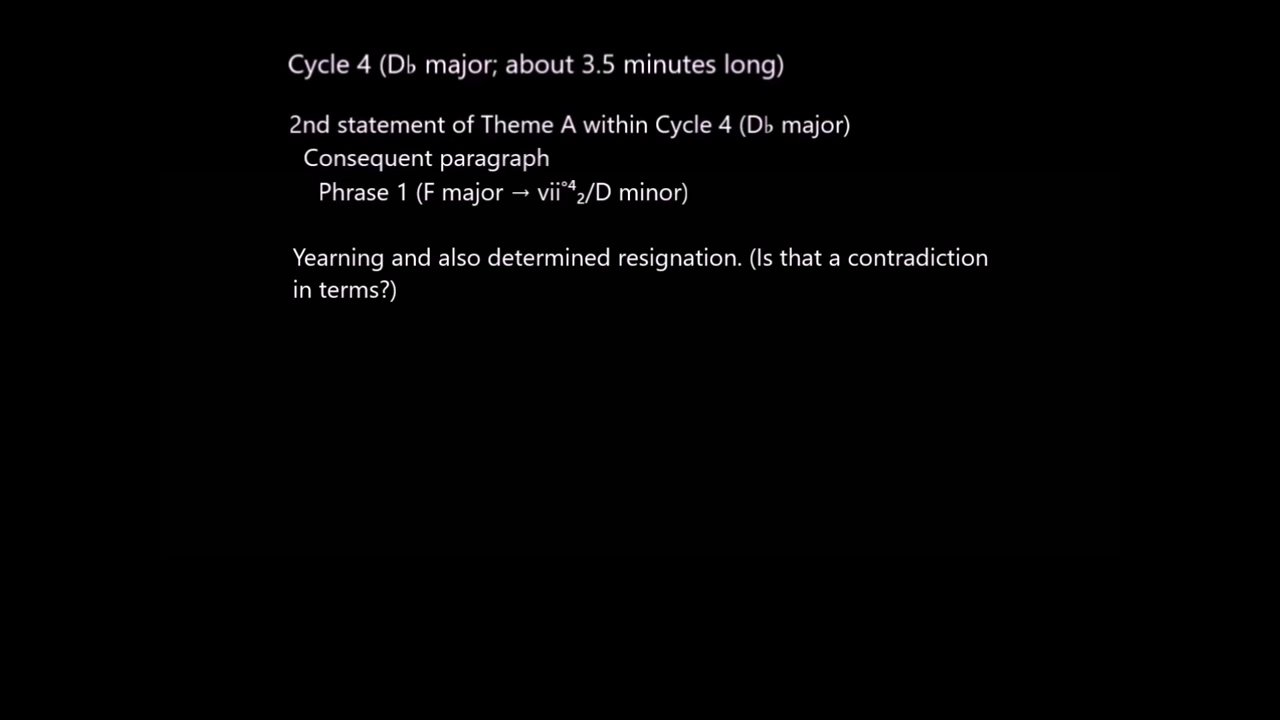 Cycle 4 (D♭ major; about 3.5 minutes long)
2nd statement of Theme A within Cycle 4 (D♭ major)
Consequent paragraph
Phrase 1 (F major → vii°⁴₂/D minor)
Yearning and also determined resignation. (Is that a contradiction
in terms?)